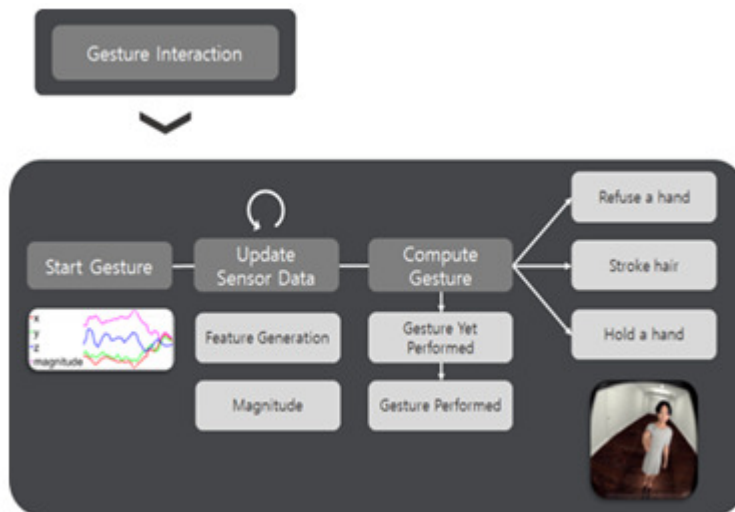 Gesture Interaction
Start Gesture
Update
Sensor Data
Compute
Gesture
Refuse a hand
Stroke hair
Hold a hand
x
y
z
magnitude
Feature Generation
Magnitude
Gesture Yet
Performed
Gesture Performed